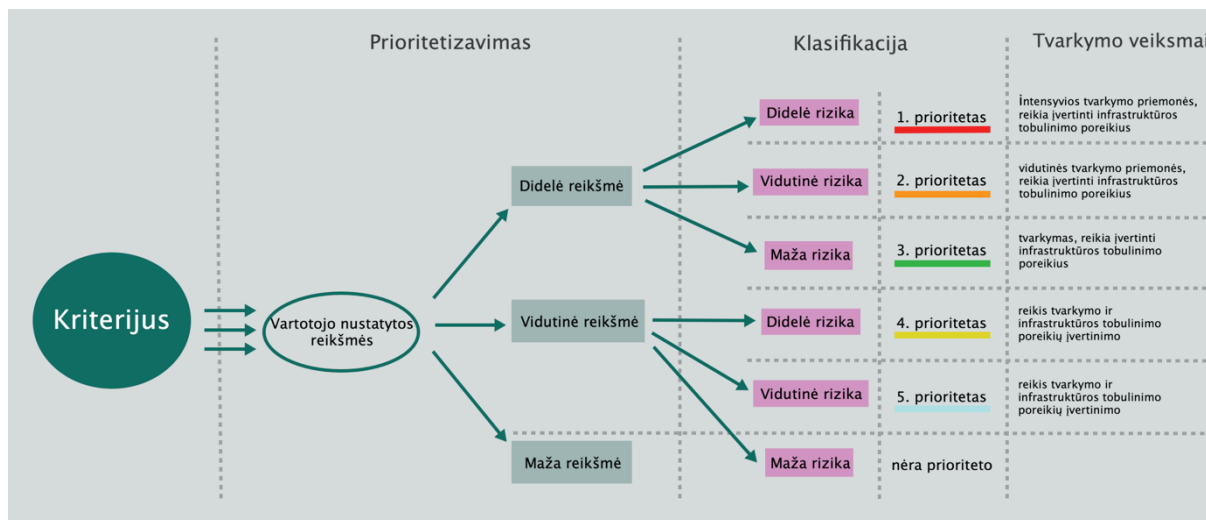 Prioritetizavimas
Klasifikacija
Tvarkymo veiksmai
Kriterijus
Vartotojo nustatytos
reikšmės
Didelė reikšmė
Vidutinė reikšmė
Maža reikšmė
Didelė rizika
1. prioritetas
Intensyvios tvarkymo priemonės,
reikia įvertinti infrastruktūros
tobulinimo poreikius
Vidutinė rizika
2. prioritetas
vidutinės tvarkymo priemonės,
reikia įvertinti infrastruktūros
tobulinimo poreikius
Maža rizika
3. prioritetas
tvarkymas, reikia įvertinti
infrastruktūros tobulinimo
poreikius
Didelė rizika
4. prioritetas
reikis tvarkymo ir
infrastruktūros tobulinimo
poreikių įvertinimo
Vidutinė rizika
5. prioritetas
reikis tvarkymo ir
infrastruktūros tobulinimo
poreikių įvertinimo
Maža rizika
nėra prioriteto